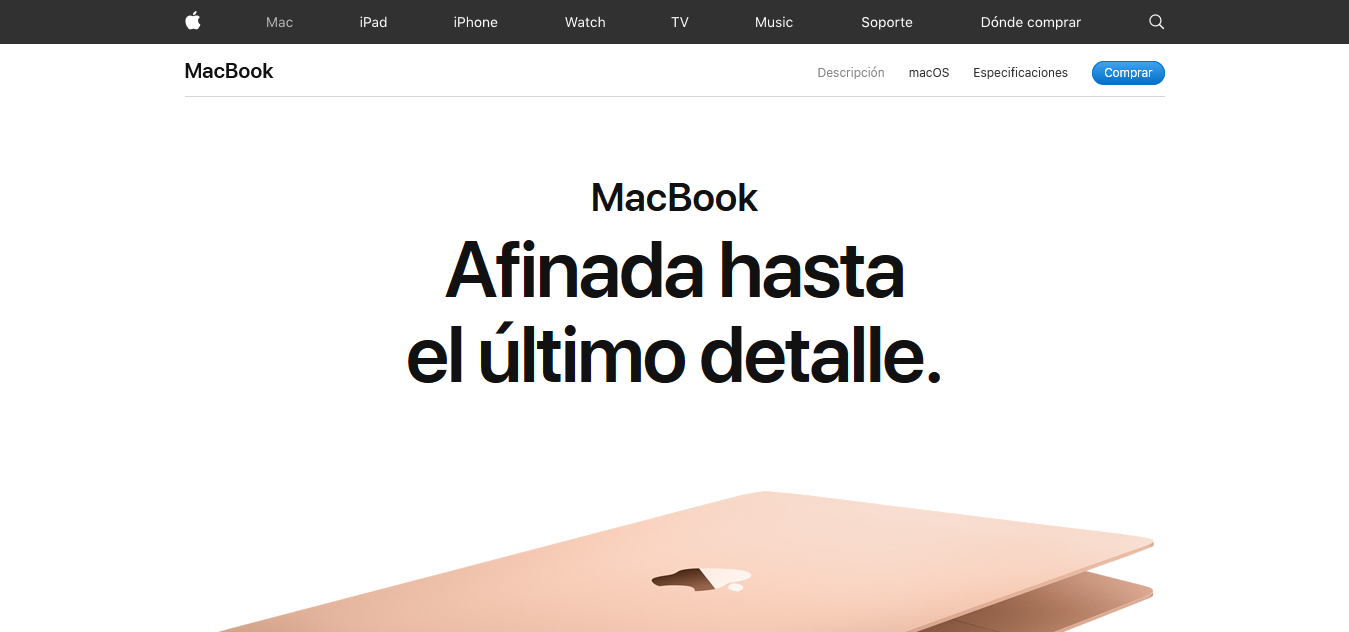 Mac iPad iPhone Watch TV Music Soporte Dónde comprar
MacBook Descripción macOS Especificaciones Comprar
MacBook
Afinada hasta
el último detalle.